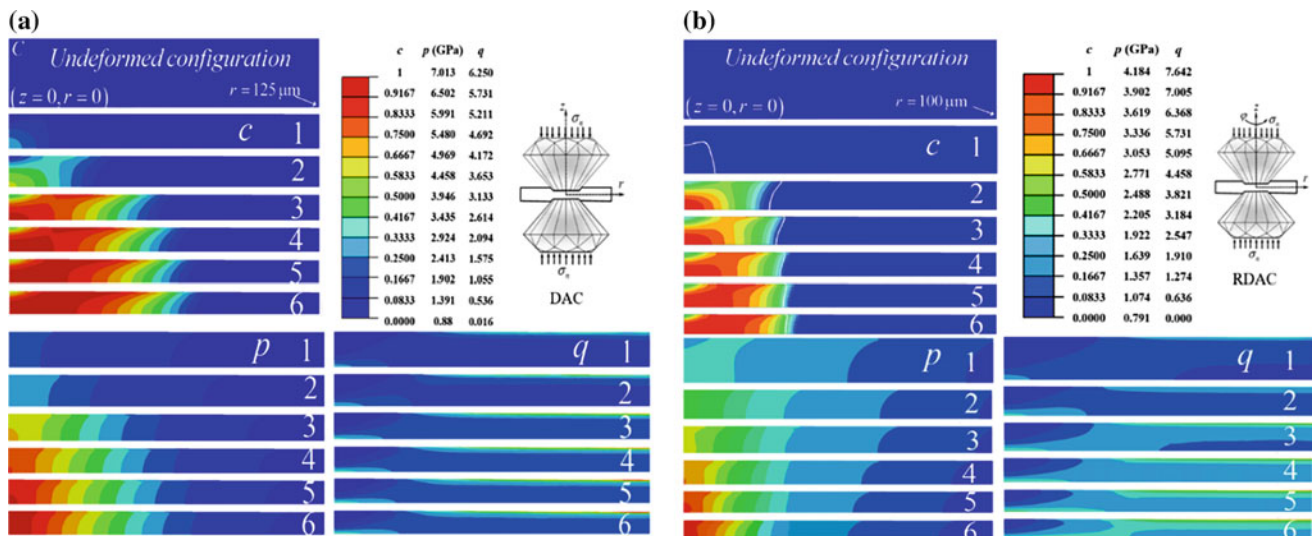 (a)
C
Undeformed configuration
(z = 0, r = 0)
r = 125 μm
c 1
2
3
4
5
6
c p (GPa) q
1 7.013 6.250
0.9167 6.502 5.731
0.8333 5.991 5.211
0.7500 5.480 4.692
0.6667 4.969 4.172
0.5833 4.458 3.653
0.5000 3.946 3.133
0.4167 3.435 2.614
0.3333 2.924 2.094
0.2500 2.413 1.575
0.1667 1.902 1.055
0.0833 1.391 0.536
0.0000 0.88 0.016
z
σn
r
σn
DAC
p 1
2
3
4
5
6
q 1
2
3
4
5
6
(b)
Undeformed configuration
(z = 0, r = 0)
r = 100 μm
c 1
2
3
4
5
6
c p (GPa) q
1 4.184 7.642
0.9167 3.902 7.005
0.8333 3.619 6.368
0.7500 3.336 5.731
0.6667 3.053 5.095
0.5833 2.771 4.458
0.5000 2.488 3.821
0.4167 2.205 3.184
0.3333 1.922 2.547
0.2500 1.639 1.910
0.1667 1.357 1.274
0.0833 1.074 0.636
0.0000 0.791 0.000
z
φ σn
r
σn
RDAC
p 1
2
3
4
5
6
q 1
2
3
4
5
6